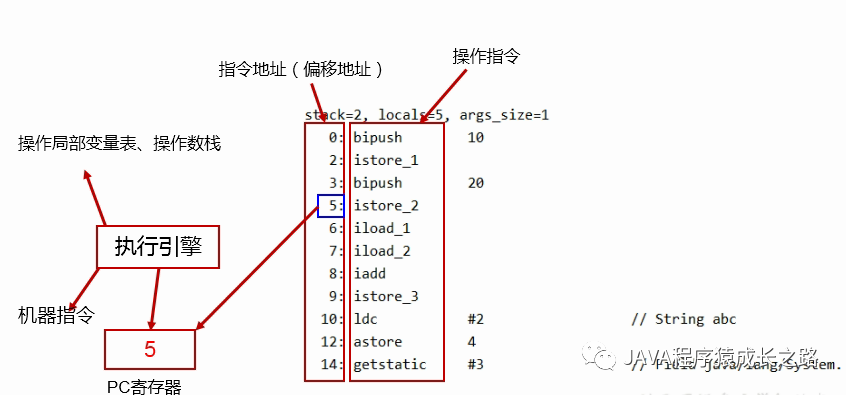 指令地址（偏移地址）
操作指令
stack=2, locals=5, args_size=1
0: bipush 10
2: istore_1
3: bipush 20
5: istore_2
6: iload_1
7: iload_2
8: iadd
9: istore_3
10: ldc #2 // String abc
12: astore 4
14: getstatic #3 // Field java/lang/System.
操作局部变量表、操作数栈
执行引擎
机器指令
5
PC寄存器
JAVA程序猿成长之路